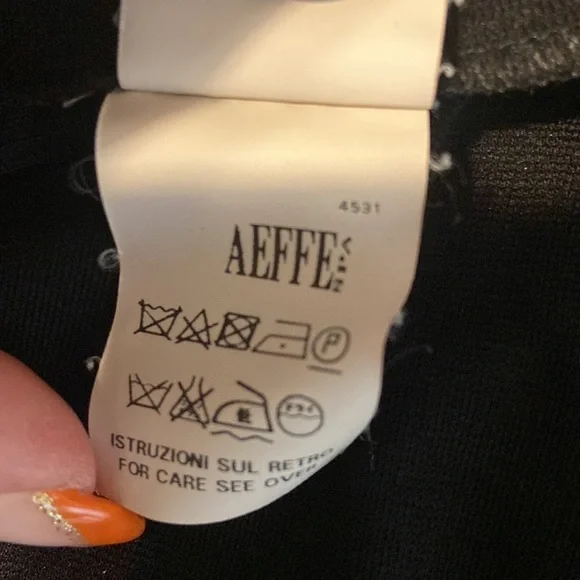 4531
AEFFE
ISTRUZIONI SUL RETRO
FOR CARE SEE OVER